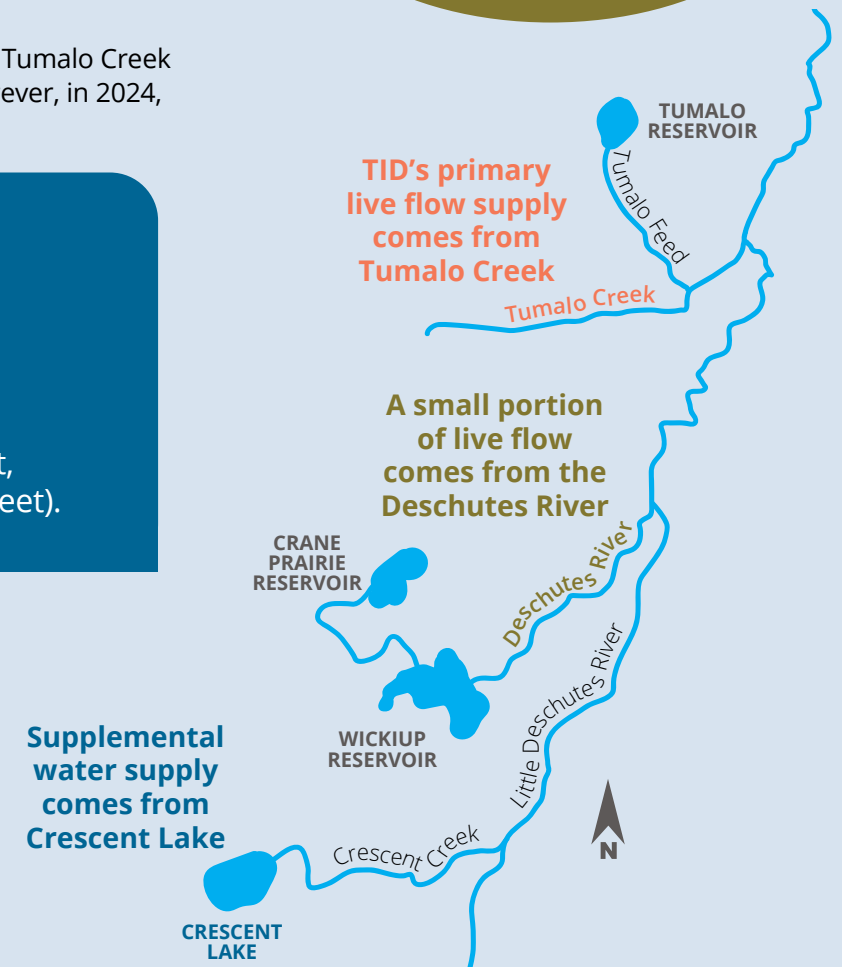 Tumalo Creek
ever, in 2024,
t,
eet).
TUMALO
RESERVOIR
TID’s primary
live flow supply
comes from
Tumalo Creek
Tumalo Feed
Tumalo Creek
A small portion
of live flow
comes from the
Deschutes River
CRANE
PRAIRIE
RESERVOIR
Deschutes River
WICKIUP
RESERVOIR
Little Deschutes River
Supplemental
water supply
comes from
Crescent Lake
Crescent Creek
N
CRESCENT
LAKE